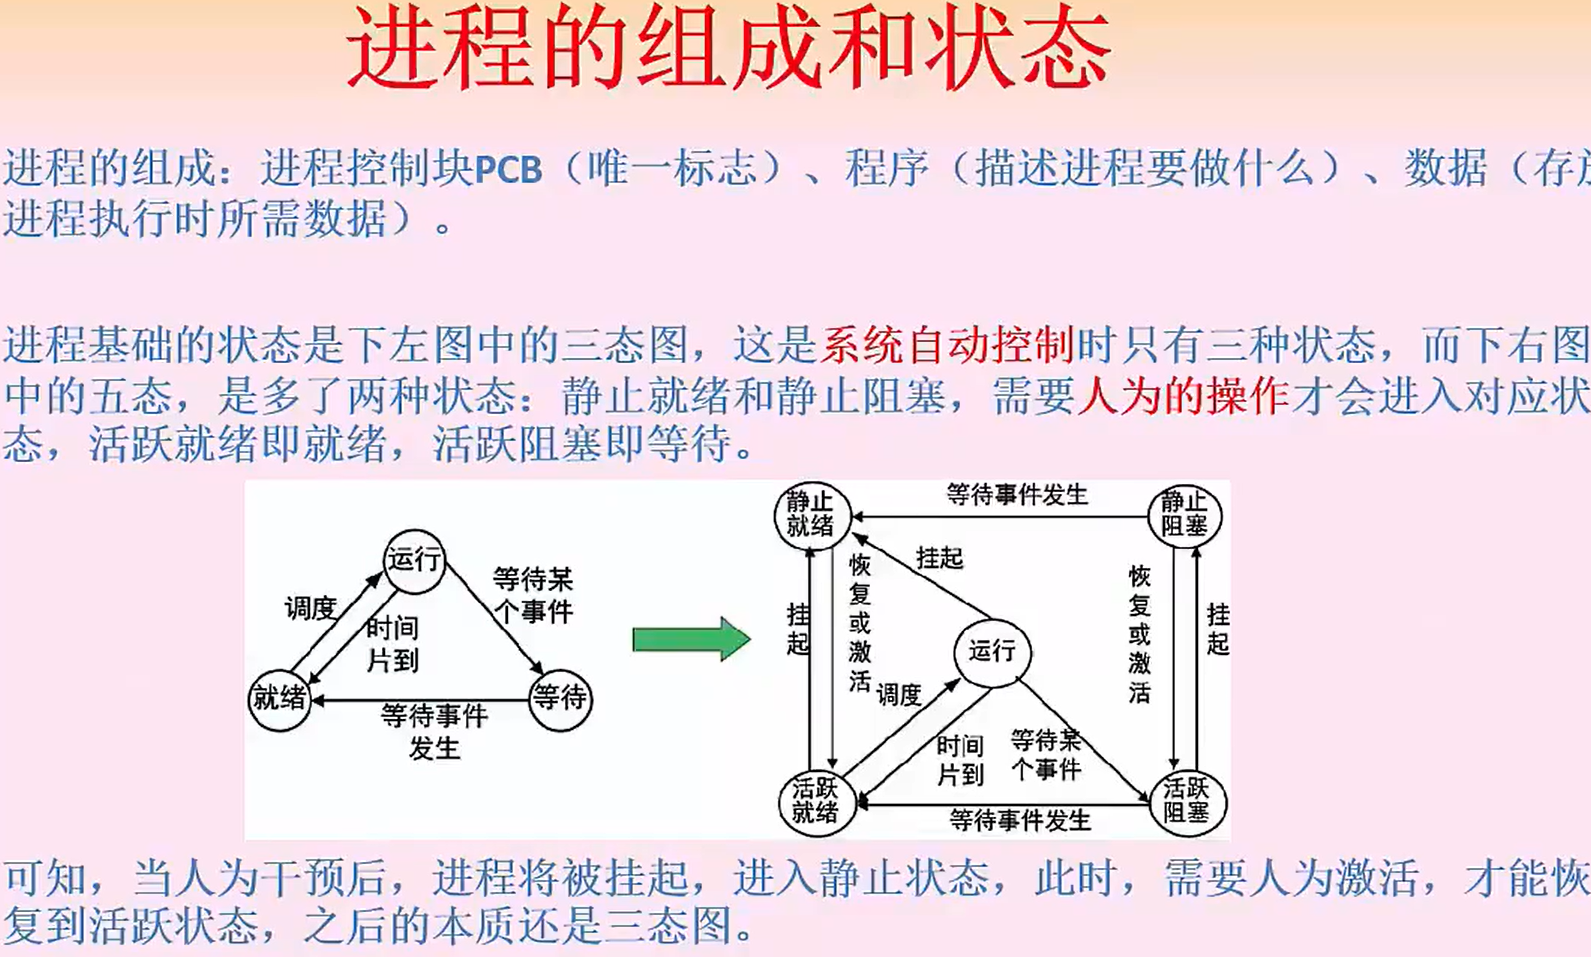 进程的组成和状态
进程的组成：进程控制块PCB（唯一标志）、程序（描述进程要做什么）、数据（存放
进程执行时所需数据）。
进程基础的状态是下左图中的三态图，这是系统自动控制时只有三种状态，而下右图
中的五态，是多了两种状态：静止就绪和静止阻塞，需要人为的操作才会进入对应状
态，活跃就绪即就绪，活跃阻塞即等待。
运行
调度
时间
片到
等待某
个事件
就绪
等待
等待事件
发生
静止
就绪
等待事件发生
静止
阻塞
挂起
恢复或激活
挂起
恢复或激活
挂起
运行
调度
时间
片到
等待某
个事件
活跃
就绪
等待事件发生
活跃
阻塞
可知，当人为干预后，进程将被挂起，进入静止状态，此时，需要人为激活，才能恢
复到活跃状态，之后的本质还是三态图。